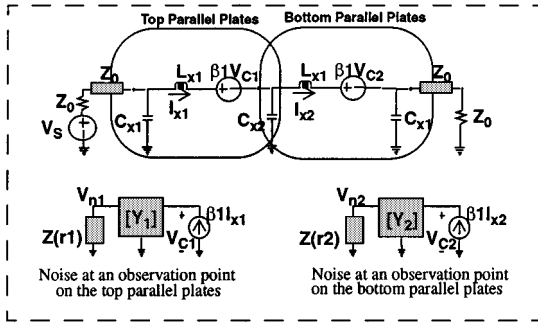 Top Parallel Plates
Bottom Parallel Plates
Z0
Lx1
β1VC1
Lx1
β1VC2
Z0
Z0
Ix1
Ix2
Z0
VS
Cx1
Cx2
Cx1
Vn1
[Y1]
+
β1Ix1
Z(r1)
VC1
-
Noise at an observation point
on the top parallel plates
Vn2
[Y2]
+
β1Ix2
Z(r2)
VC2
-
Noise at an observation point
on the bottom parallel plates